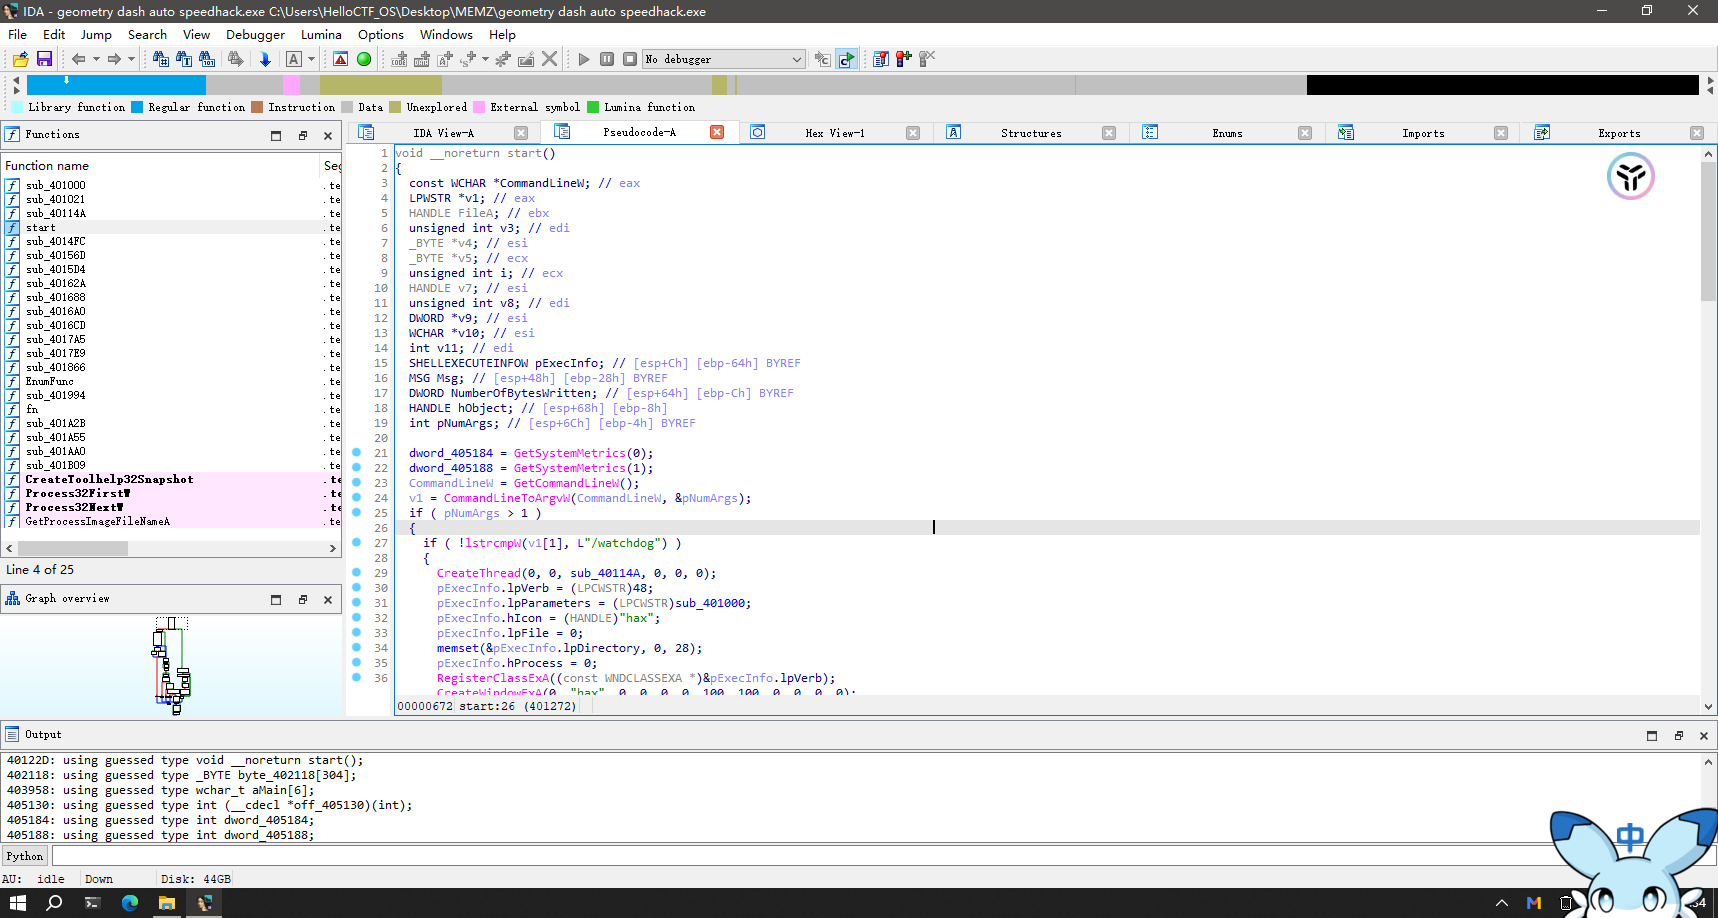 IDA - geometry dash auto speedhack.exe C:\Users\HelloCTF_OS\Desktop\MEMZ\geometry dash auto speedhack.exe
File Edit Jump Search View Debugger Lumina Options Windows Help
No debugger
Library function Regular function Instruction Data Unexplored External symbol Lumina function
Functions
IDA View-A Pseudocode-A Hex View-1 Structures Enums Imports Exports
Function name Seg
sub_401000 .te
sub_401021 .te
sub_40114A .te
start .te
sub_4014FC .te
sub_40156D .te
sub_4015D4 .te
sub_40162A .te
sub_401688 .te
sub_4016A0 .te
sub_4016CD .te
sub_4017A5 .te
sub_4017E9 .te
sub_401866 .te
EnumFunc .te
sub_401994 .te
fn .te
sub_401A2B .te
sub_401A55 .te
sub_401AA0 .te
sub_401B09 .te
CreateToolhelp32Snapshot .te
Process32FirstW .te
Process32NextW .te
GetProcessImageFileNameA .te
Line 4 of 25
Graph overview
1 void __noreturn start()
2 {
3 const WCHAR *CommandLineW; // eax
4 LPWSTR *v1; // eax
5 HANDLE FileA; // ebx
6 unsigned int v3; // edi
7 _BYTE *v4; // esi
8 _BYTE *v5; // ecx
9 unsigned int i; // ecx
10 HANDLE v7; // esi
11 unsigned int v8; // edi
12 DWORD *v9; // esi
13 WCHAR *v10; // esi
14 int v11; // edi
15 SHELLEXECUTEINFOW pExecInfo; // [esp+Ch] [ebp-64h] BYREF
16 MSG Msg; // [esp+48h] [ebp-28h] BYREF
17 DWORD NumberOfBytesWritten; // [esp+64h] [ebp-Ch] BYREF
18 HANDLE hObject; // [esp+68h] [ebp-8h]
19 int pNumArgs; // [esp+6Ch] [ebp-4h] BYREF
20
21 dword_405184 = GetSystemMetrics(0);
22 dword_405188 = GetSystemMetrics(1);
23 CommandLineW = GetCommandLineW();
24 v1 = CommandLineToArgvW(CommandLineW, &pNumArgs);
25 if ( pNumArgs > 1 )
26 {
27 if ( !lstrcmpW(v1[1], L"/watchdog") )
28 {
29 CreateThread(0, 0, sub_40114A, 0, 0, 0);
30 pExecInfo.lpVerb = (LPCWSTR)48;
31 pExecInfo.lpParameters = (LPCWSTR)sub_401000;
32 pExecInfo.hIcon = (HANDLE)"hax";
33 pExecInfo.lpFile = 0;
34 memset(&pExecInfo.lpDirectory, 0, 28);
35 pExecInfo.hProcess = 0;
36 RegisterClassExA((const WNDCLASSEXA *)&pExecInfo.lpVerb);
CreateWindowExA(0, "hax", 0, 0, 0, 0, 100, 100, 0, 0, 0, 0);
00000672 start:26 (401272)
Output
40122D: using guessed type void __noreturn start();
402118: using guessed type _BYTE byte_402118[304];
403958: using guessed type wchar_t aMain[6];
405130: using guessed type int (__cdecl *off_405130)(int);
405184: using guessed type int dword_405184;
405188: using guessed type int dword_405188;
中
Python
AU: idle Down Disk: 44GB